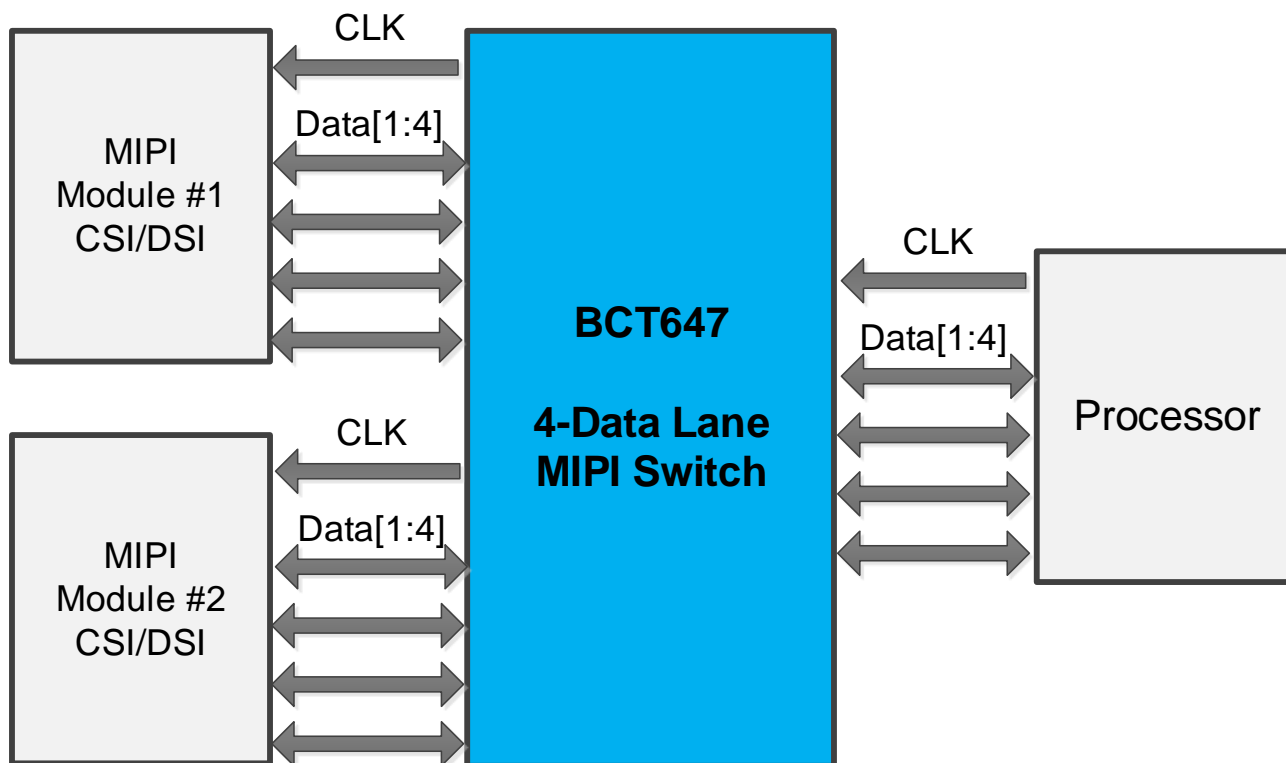 CLK
Data[1:4]
MIPI
Module #1
CSI/DSI
CLK
Data[1:4]
MIPI
Module #2
CSI/DSI
BCT647
4-Data Lane
MIPI Switch
CLK
Data[1:4]
Processor